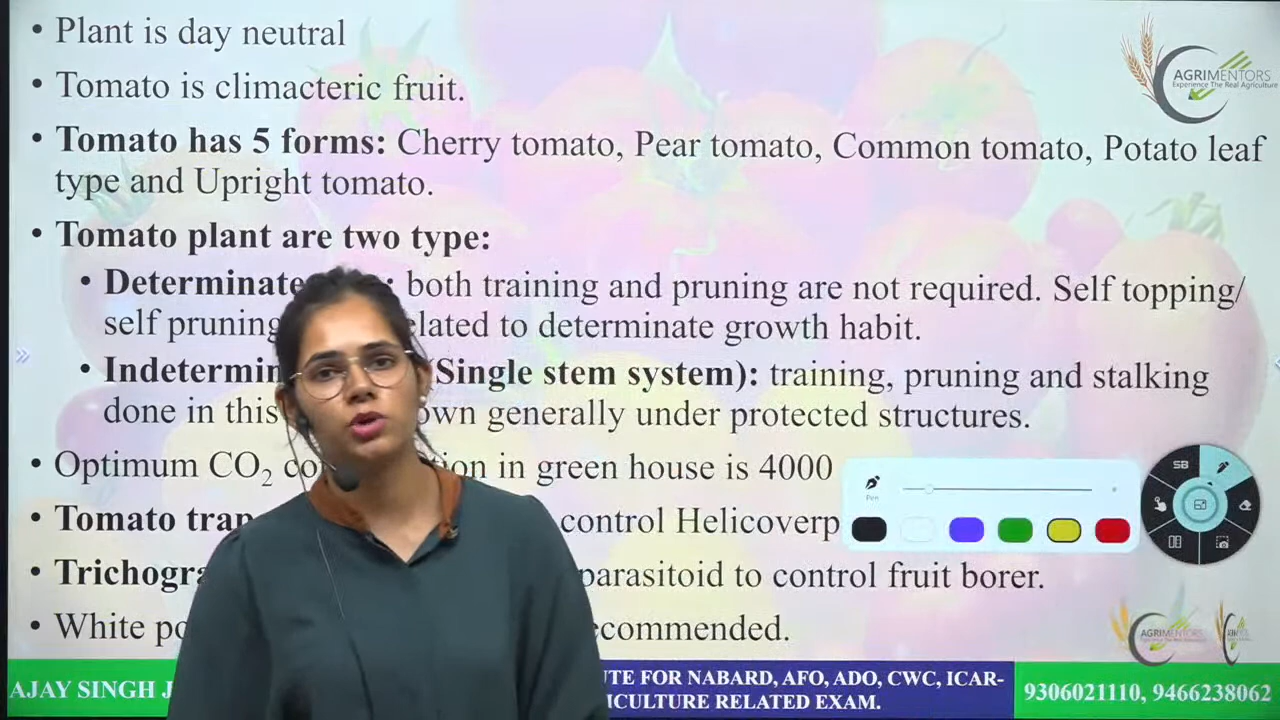 • Plant is day neutral
• Tomato is climacteric fruit.
• Tomato has 5 forms: Cherry tomato, Pear tomato, Common tomato, Potato leaf
type and Upright tomato.
• Tomato plant are two type:
• Determinate : both training and pruning are not required. Self topping/
self pruning elated to determinate growth habit.
• Indetermin (Single stem system): training, pruning and stalking
done in this own generally under protected structures.
• Optimum CO₂ co ion in green house is 4000
• Tomato tran control Helicoverp
• Trichogra parasitoid to control fruit borer.
• White po ecommended.
AGRIMENTORS
Experience The Real Agriculture
Pen
SB
AGRIMENTORS
AJAY SINGH J UTE FOR NABARD, AFO, ADO, CWC, ICAR-
ICULTURE RELATED EXAM.
9306021110, 9466238062